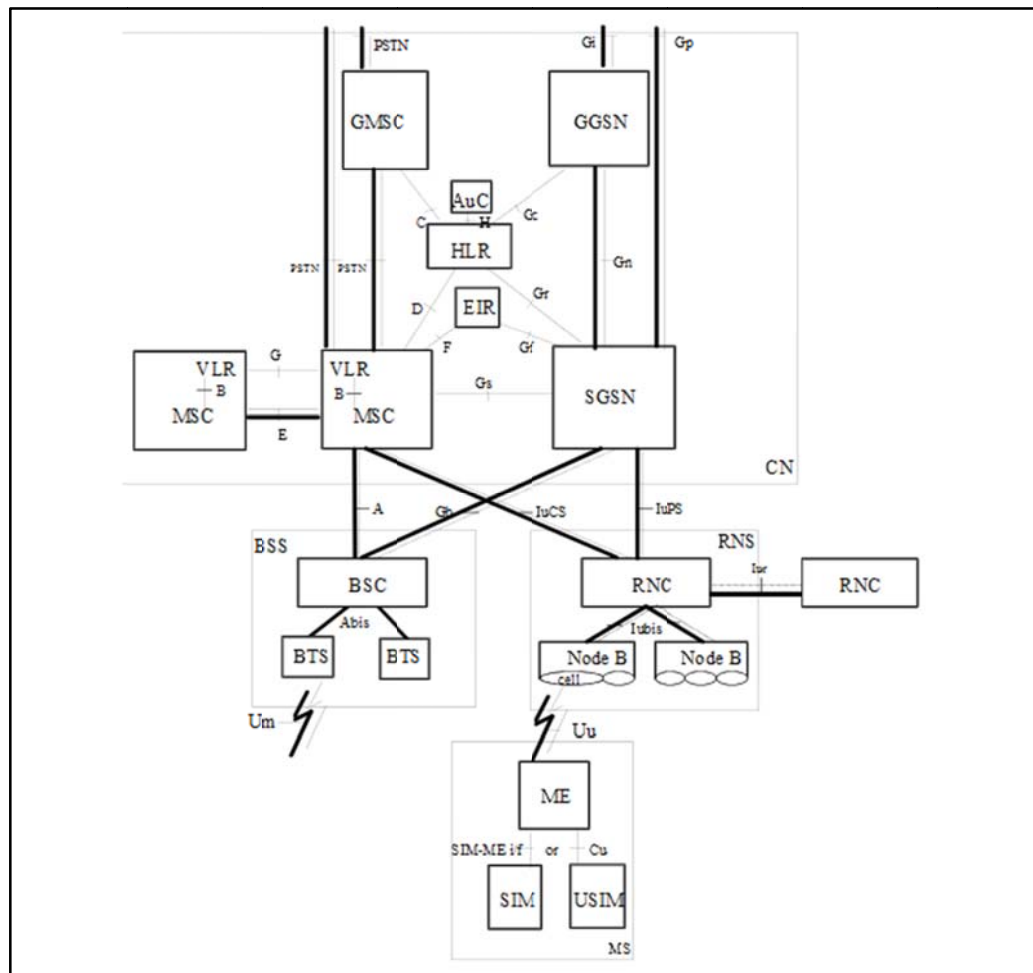 PSTN
Gi
Gp
GMSC
GGSN
AuC
C
H
Gc
HLR
PSTN
PSTN
Gn
Gr
D
EIR
F
Gf
G
VLR
VLR
B
B
Gs
SGSN
MSC
MSC
E
CN
A
Gb
IuCS
IuPS
BSS
RNS
BSC
RNC
Iur
RNC
Abis
Iubis
BTS
BTS
Node B
Node B
cell
Um
Uu
ME
SIM-ME i/f or Cu
SIM
USIM
MS